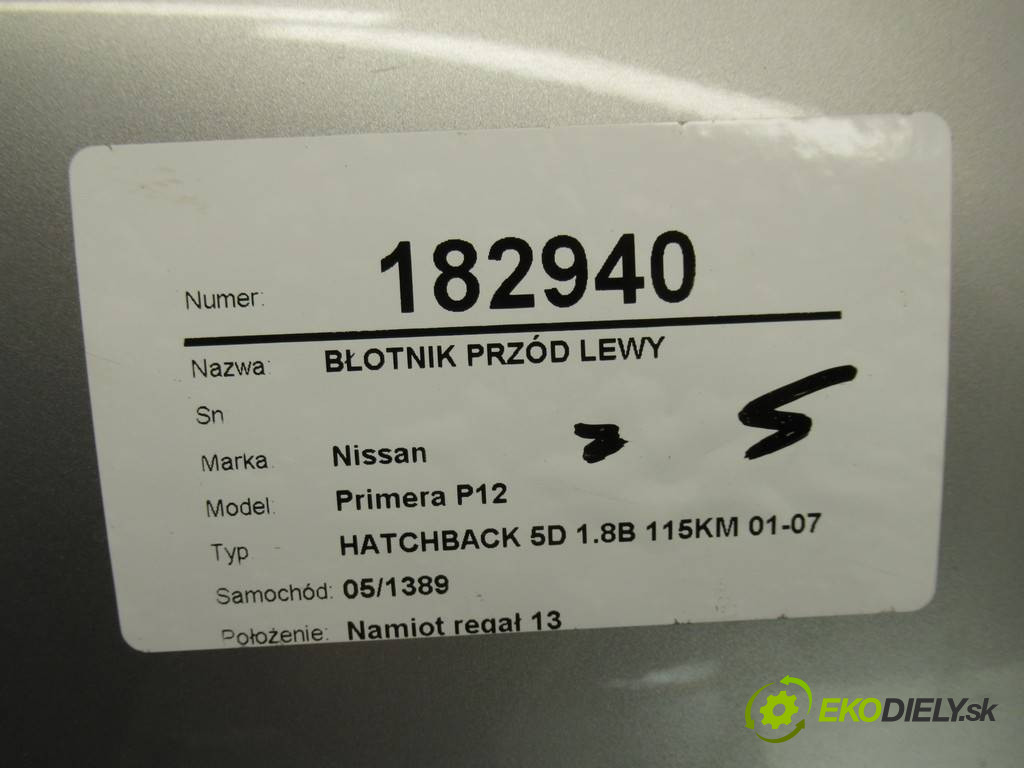 Numer: 182940
Nazwa: BŁOTNIK PRZÓD LEWY
Sn
Marka: Nissan
Model: Primera P12
Typ HATCHBACK 5D 1.8B 115KM 01-07
Samochód: 05/1389
Położenie: Namiot regał 13
EKODIELY.sk